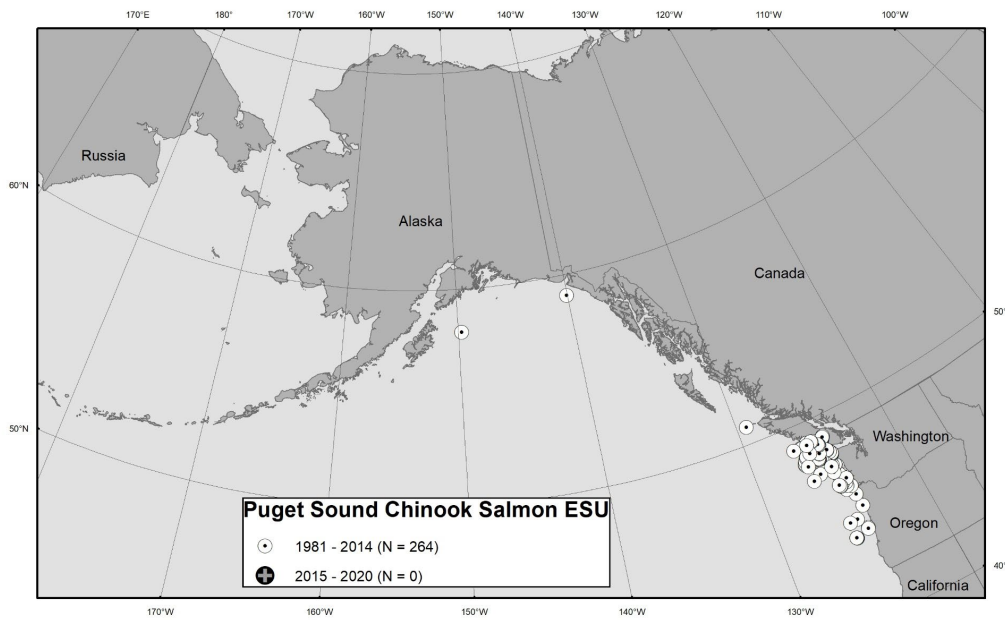 170°E 180° 170°W 160°W 150°W 140°W 130°W 120°W 110°W 100°W
Russia
60°N
Alaska
Canada
50°
50°N
Washington
Puget Sound Chinook Salmon ESU
Oregon
1981 - 2014 (N = 264)
40°
2015 - 2020 (N = 0)
California
170°W 160°W 150°W 140°W 130°W